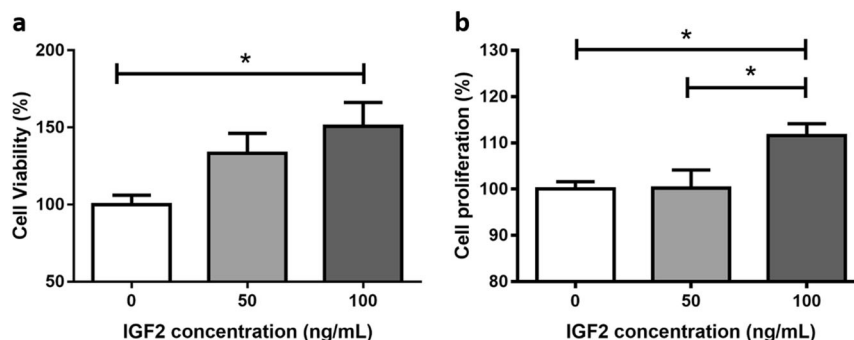 a
Cell Viability (%)
200
150
100
50
*
0 50 100
IGF2 concentration (ng/mL)
b
Cell proliferation (%)
130
120
110
100
90
80
*
*
0 50 100
IGF2 concentration (ng/mL)